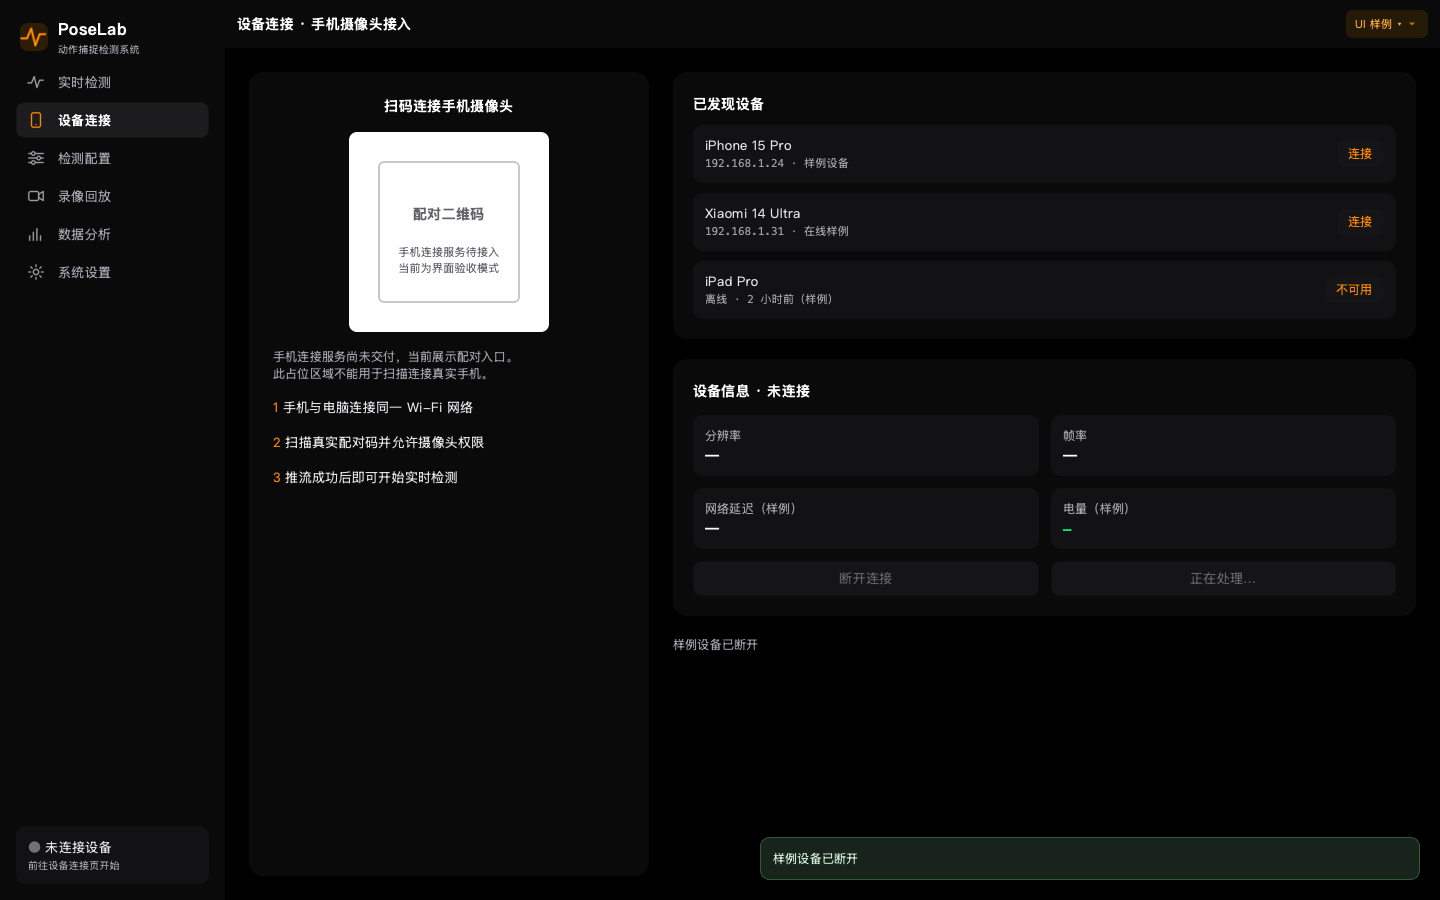 PoseLab
动作捕捉检测系统
实时检测
设备连接
检测配置
录像回放
数据分析
系统设置
未连接设备
前往设备连接页开始
设备连接 · 手机摄像头接入
UI 样例 •
扫码连接手机摄像头
配对二维码
手机连接服务待接入
当前为界面验收模式
手机连接服务尚未交付，当前展示配对入口。
此占位区域不能用于扫描连接真实手机。
1 手机与电脑连接同一 Wi-Fi 网络
2 扫描真实配对码并允许摄像头权限
3 推流成功后即可开始实时检测
已发现设备
iPhone 15 Pro
192.168.1.24 · 样例设备
连接
Xiaomi 14 Ultra
192.168.1.31 · 在线样例
连接
iPad Pro
离线 · 2 小时前（样例）
不可用
设备信息 · 未连接
分辨率
—
帧率
—
网络延迟（样例）
—
电量（样例）
—
断开连接
正在处理...
样例设备已断开
样例设备已断开